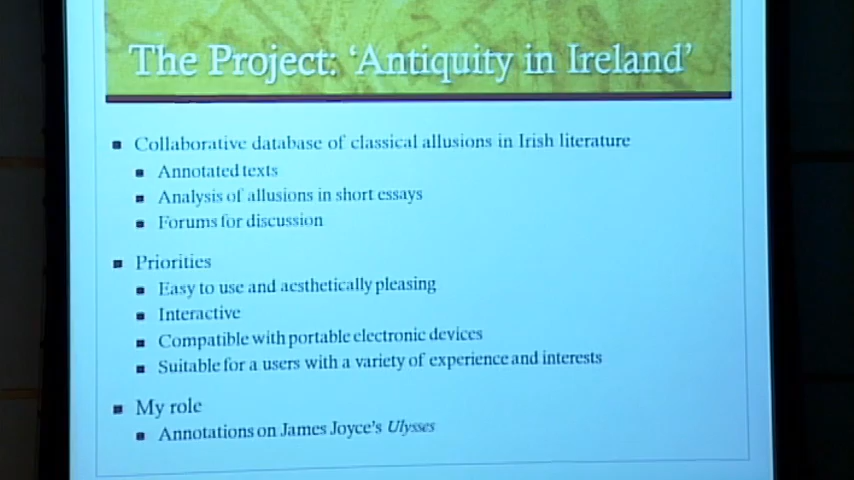 The Project: ‘Antiquity in Ireland’
Collaborative database of classical allusions in Irish literature
Annotated texts
Analysis of allusions in short essays
Forums for discussion
Priorities
Easy to use and aesthetically pleasing
Interactive
Compatible with portable electronic devices
Suitable for a users with a variety of experience and interests
My role
Annotations on James Joyce’s Ulysses